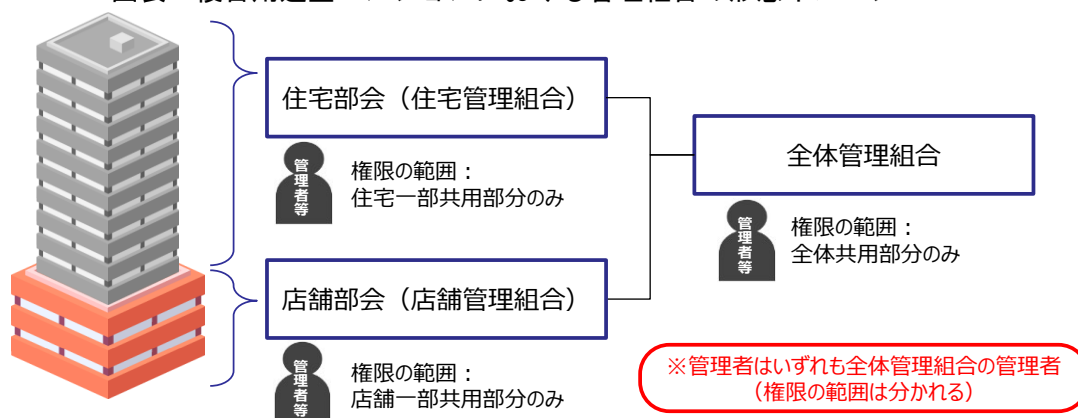 住宅部会（住宅管理組合）
管理者等
権限の範囲：
住宅一部共用部分のみ
全体管理組合
管理者等
権限の範囲：
全体共用部分のみ
店舗部会（店舗管理組合）
管理者等
権限の範囲：
店舗一部共用部分のみ
※管理者はいずれも全体管理組合の管理者
（権限の範囲は分かれる）